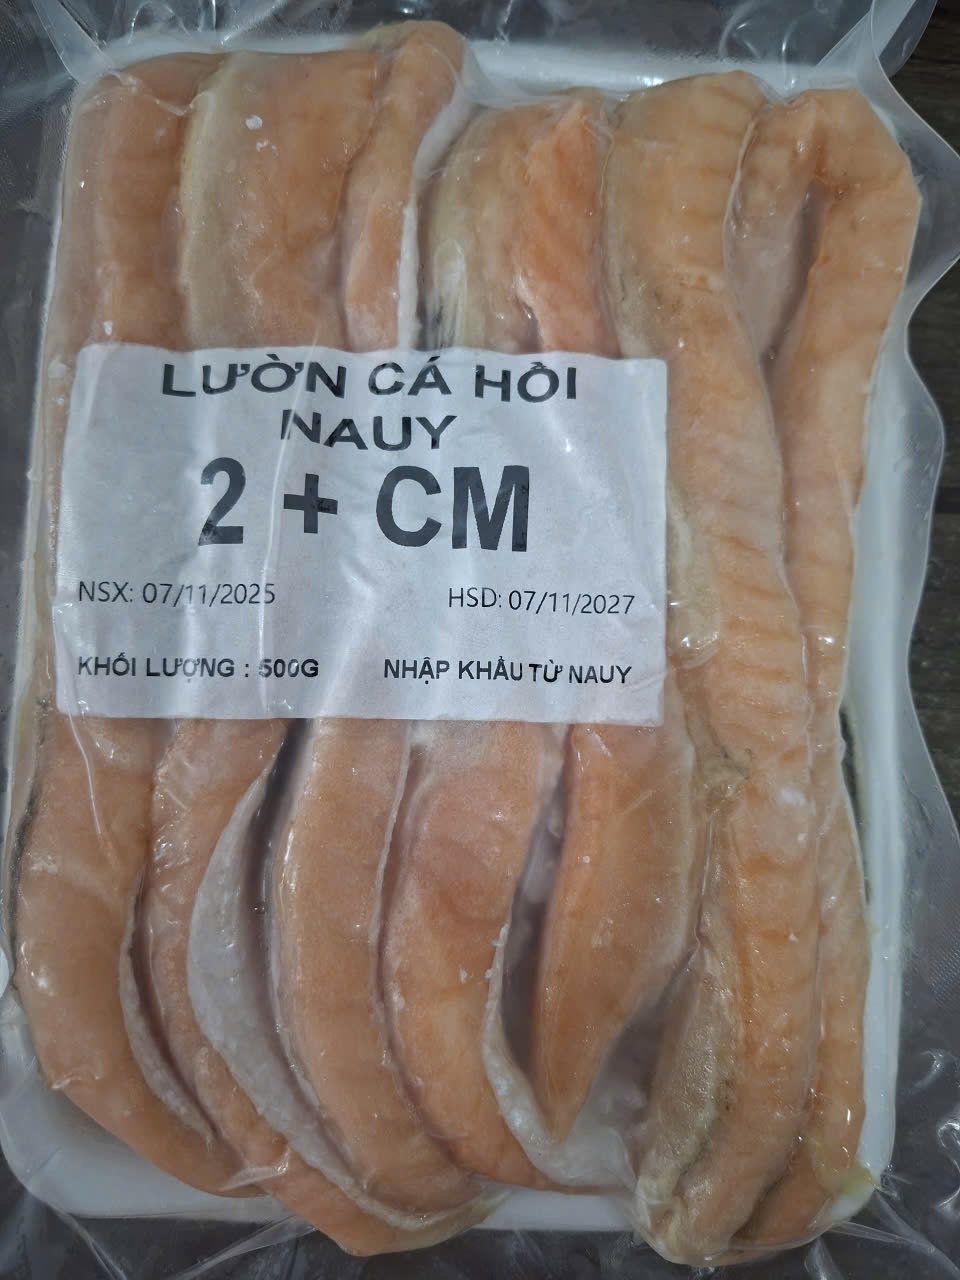 LƯỜN CÁ HỒI
NAUY
2 + CM
NSX: 07/11/2025 HSD: 07/11/2027
KHỐI LƯỢNG : 500G NHẬP KHẨU TỪ NAUY